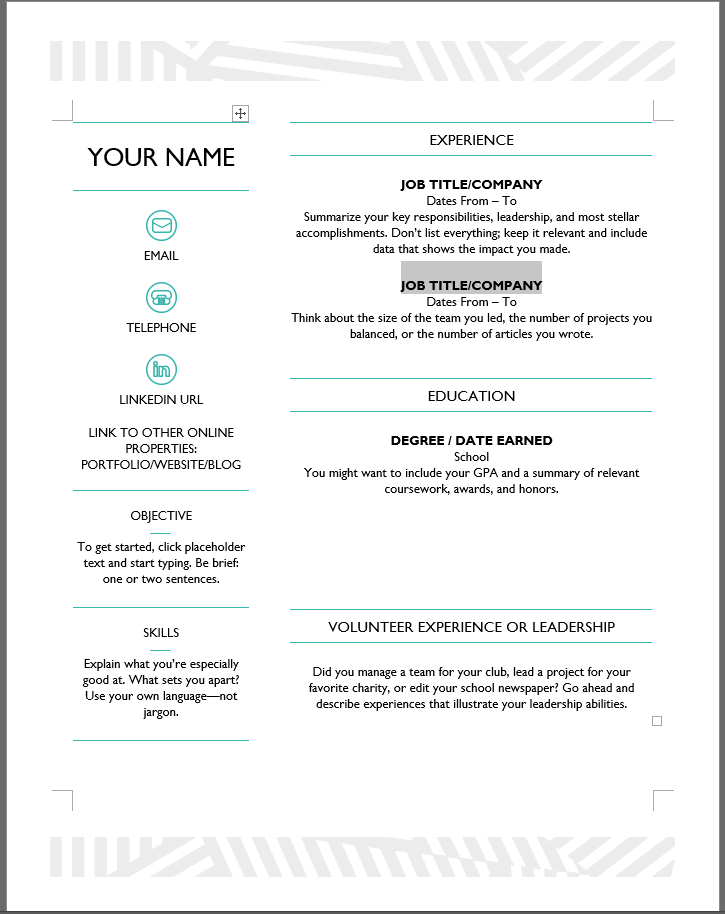 YOUR NAME
EMAIL
TELEPHONE
in
LINKEDIN URL
LINK TO OTHER ONLINE
PROPERTIES:
PORTFOLIO/WEBSITE/BLOG
OBJECTIVE
To get started, click placeholder
text and start typing. Be brief:
one or two sentences.
SKILLS
Explain what you’re especially
good at. What sets you apart?
Use your own language—not
jargon.
EXPERIENCE
JOB TITLE/COMPANY
Dates From – To
Summarize your key responsibilities, leadership, and most stellar
accomplishments. Don’t list everything; keep it relevant and include
data that shows the impact you made.
JOB TITLE/COMPANY
Dates From – To
Think about the size of the team you led, the number of projects you
balanced, or the number of articles you wrote.
EDUCATION
DEGREE / DATE EARNED
School
You might want to include your GPA and a summary of relevant
coursework, awards, and honors.
VOLUNTEER EXPERIENCE OR LEADERSHIP
Did you manage a team for your club, lead a project for your
favorite charity, or edit your school newspaper? Go ahead and
describe experiences that illustrate your leadership abilities.